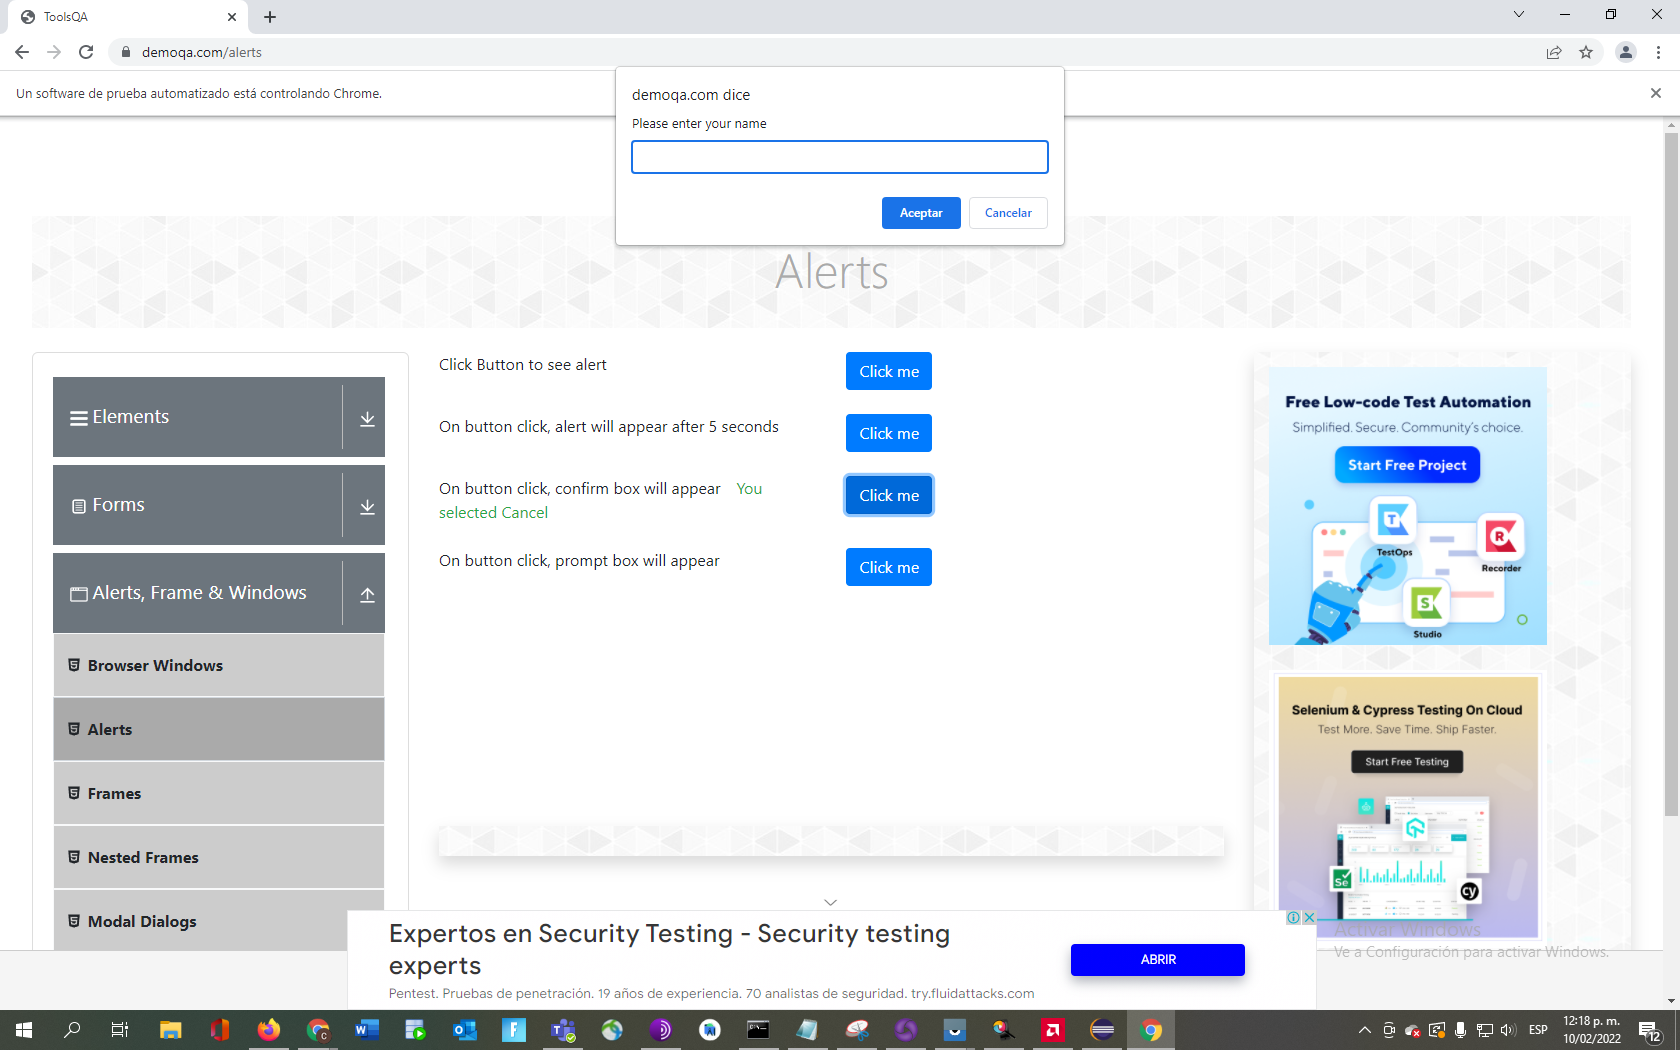 ToolsQA
demoqa.com/alerts
Un software de prueba automatizado está controlando Chrome.
demoqa.com dice
Please enter your name
Aceptar
Cancelar
Alerts
Elements
Forms
Alerts, Frame & Windows
Browser Windows
Alerts
Frames
Nested Frames
Modal Dialogs
Click Button to see alert
Click me
On button click, alert will appear after 5 seconds
Click me
On button click, confirm box will appear You
selected Cancel
Click me
On button click, prompt box will appear
Click me
Free Low-code Test Automation
Simplified. Secure. Community's choice.
Start Free Project
TestOps
Recorder
Studio
Selenium & Cypress Testing On Cloud
Test More. Save Time. Ship Faster.
Start Free Testing
Se
cy
Expertos en Security Testing - Security testing
experts
Pentest. Pruebas de penetración. 19 años de experiencia. 70 analistas de seguridad. try.fluidattacks.com
ABRIR
Activar Windows
Ve a Configuración para activar Windows.
ESP
12:18 p. m.
10/02/2022
12